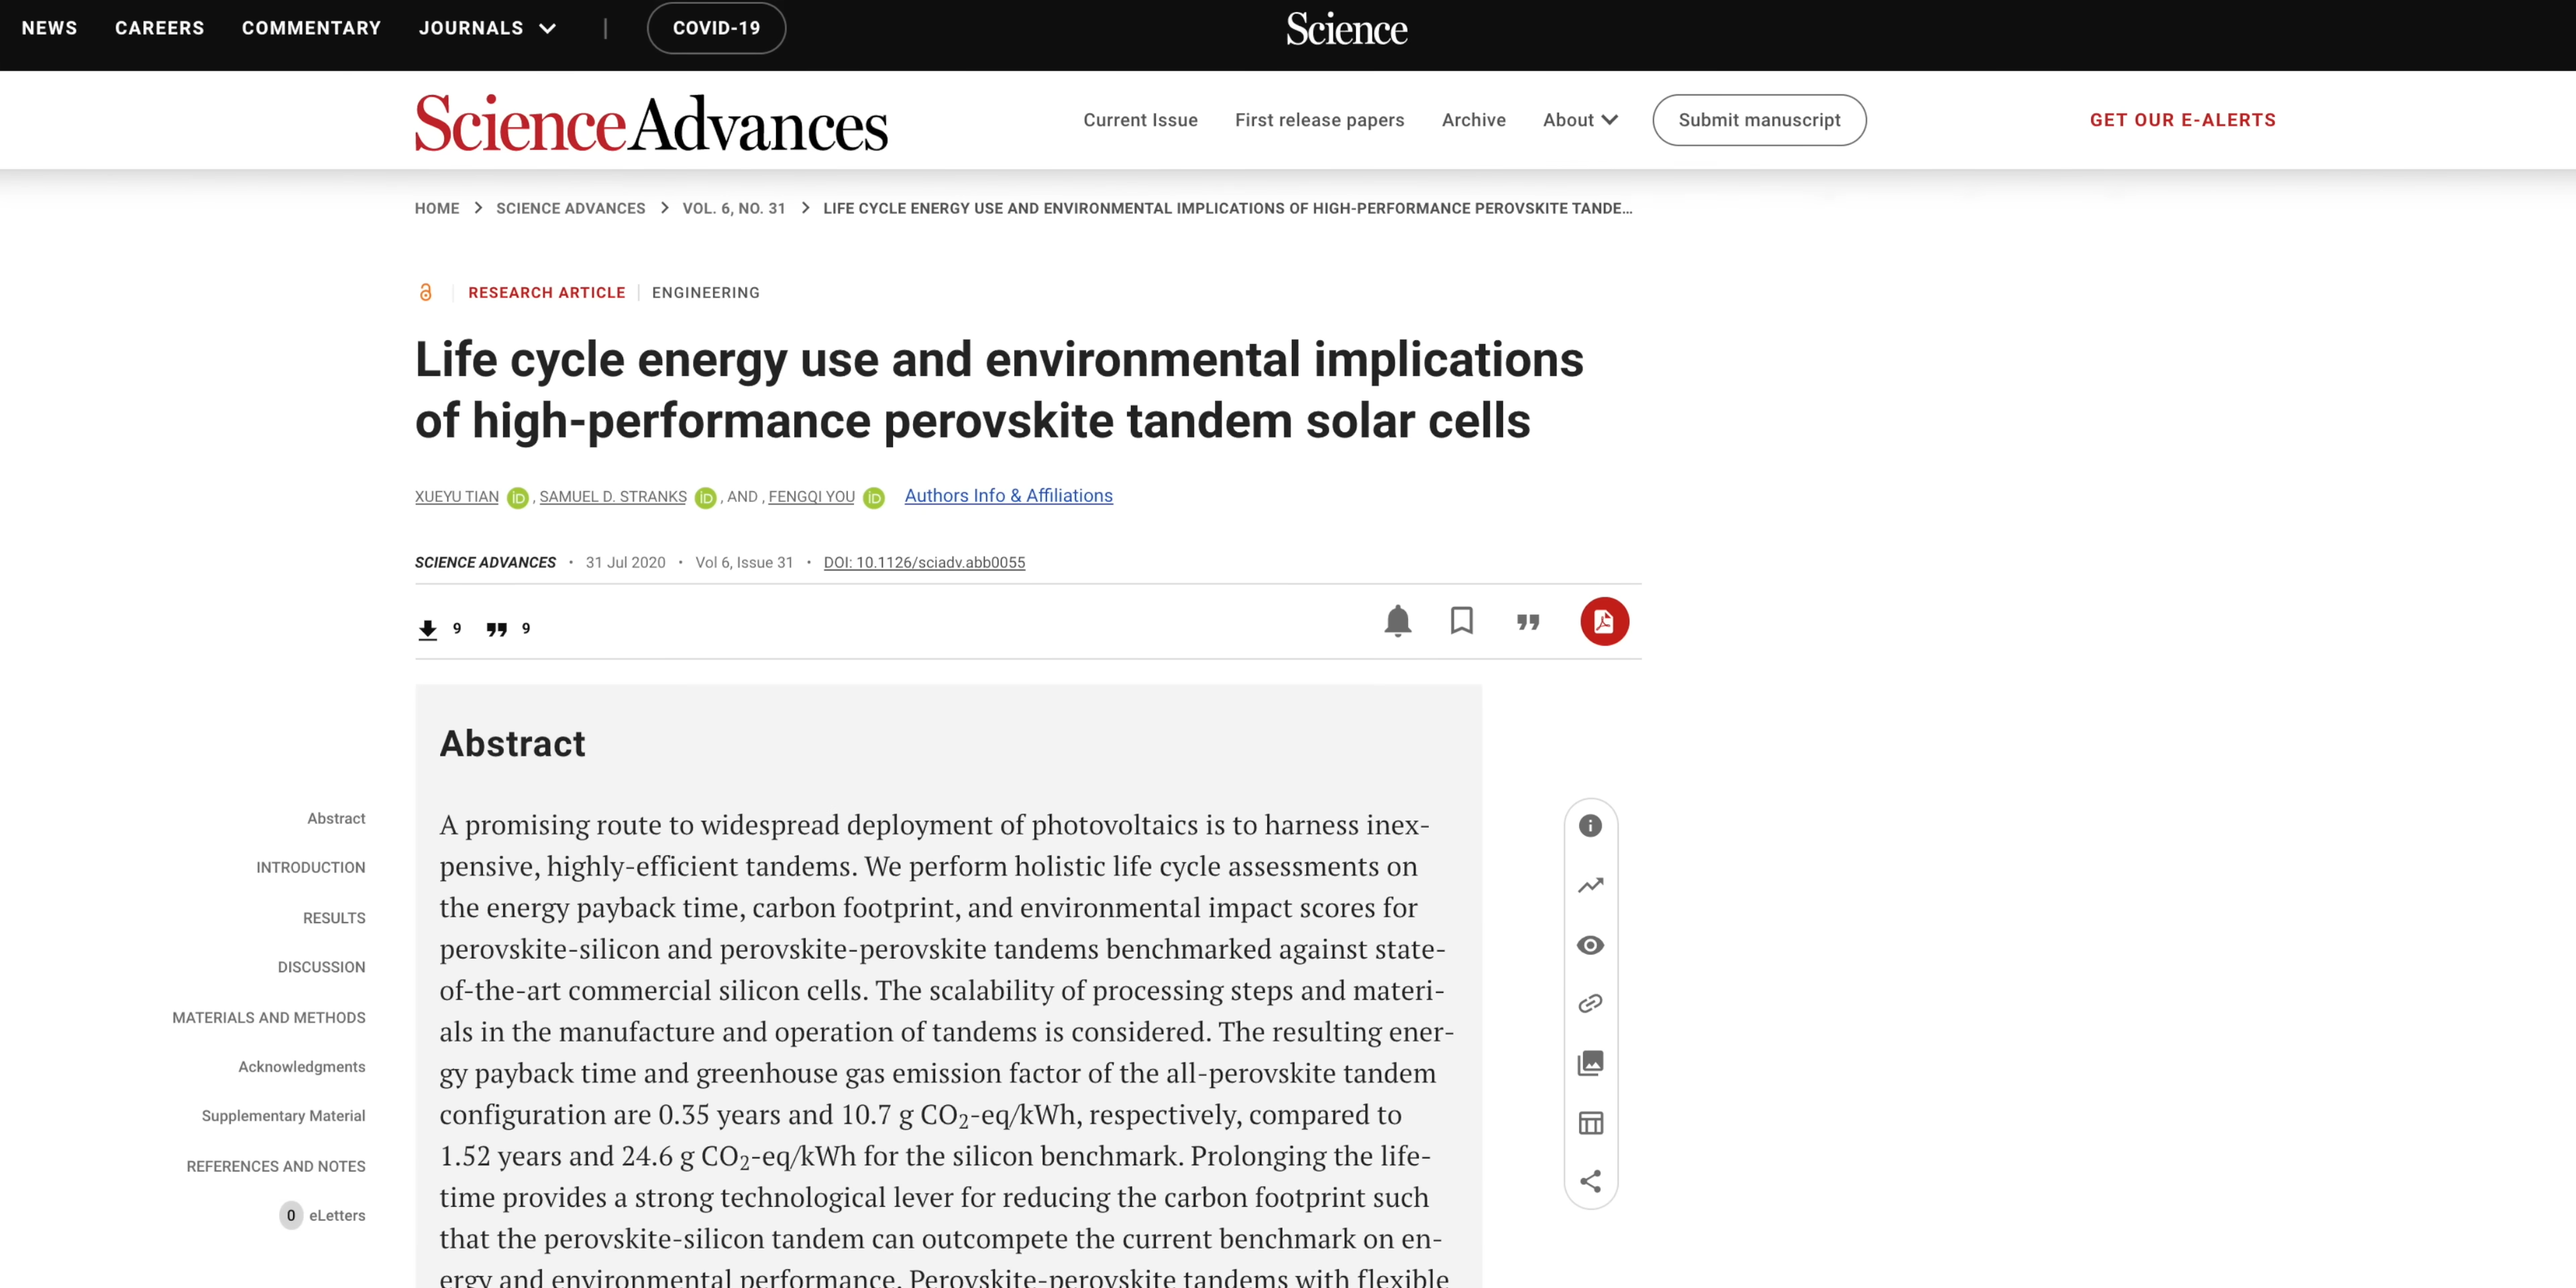 NEWS CAREERS COMMENTARY JOURNALS | COVID-19 Science
ScienceAdvances Current Issue First release papers Archive About Submit manuscript GET OUR E-ALERTS
HOME > SCIENCE ADVANCES > VOL. 6, NO. 31 > LIFE CYCLE ENERGY USE AND ENVIRONMENTAL IMPLICATIONS OF HIGH-PERFORMANCE PEROVSKITE TANDE...
RESEARCH ARTICLE | ENGINEERING
Life cycle energy use and environmental implications
of high-performance perovskite tandem solar cells
XUEYU TIAN iD , SAMUEL D. STRANKS iD , AND , FENGQI YOU iD Authors Info & Affiliations
SCIENCE ADVANCES • 31 Jul 2020 • Vol 6, Issue 31 • DOI: 10.1126/sciadv.abb0055
9 9
Abstract
A promising route to widespread deployment of photovoltaics is to harness inex-
pensive, highly-efficient tandems. We perform holistic life cycle assessments on
the energy payback time, carbon footprint, and environmental impact scores for
perovskite-silicon and perovskite-perovskite tandems benchmarked against state-
of-the-art commercial silicon cells. The scalability of processing steps and materi-
als in the manufacture and operation of tandems is considered. The resulting ener-
gy payback time and greenhouse gas emission factor of the all-perovskite tandem
configuration are 0.35 years and 10.7 g CO₂-eq/kWh, respectively, compared to
1.52 years and 24.6 g CO₂-eq/kWh for the silicon benchmark. Prolonging the life-
time provides a strong technological lever for reducing the carbon footprint such
that the perovskite-silicon tandem can outcompete the current benchmark on en-
ergy and environmental performance. Perovskite-perovskite tandems with flexible
Abstract
INTRODUCTION
RESULTS
DISCUSSION
MATERIALS AND METHODS
Acknowledgments
Supplementary Material
REFERENCES AND NOTES
0 eLetters